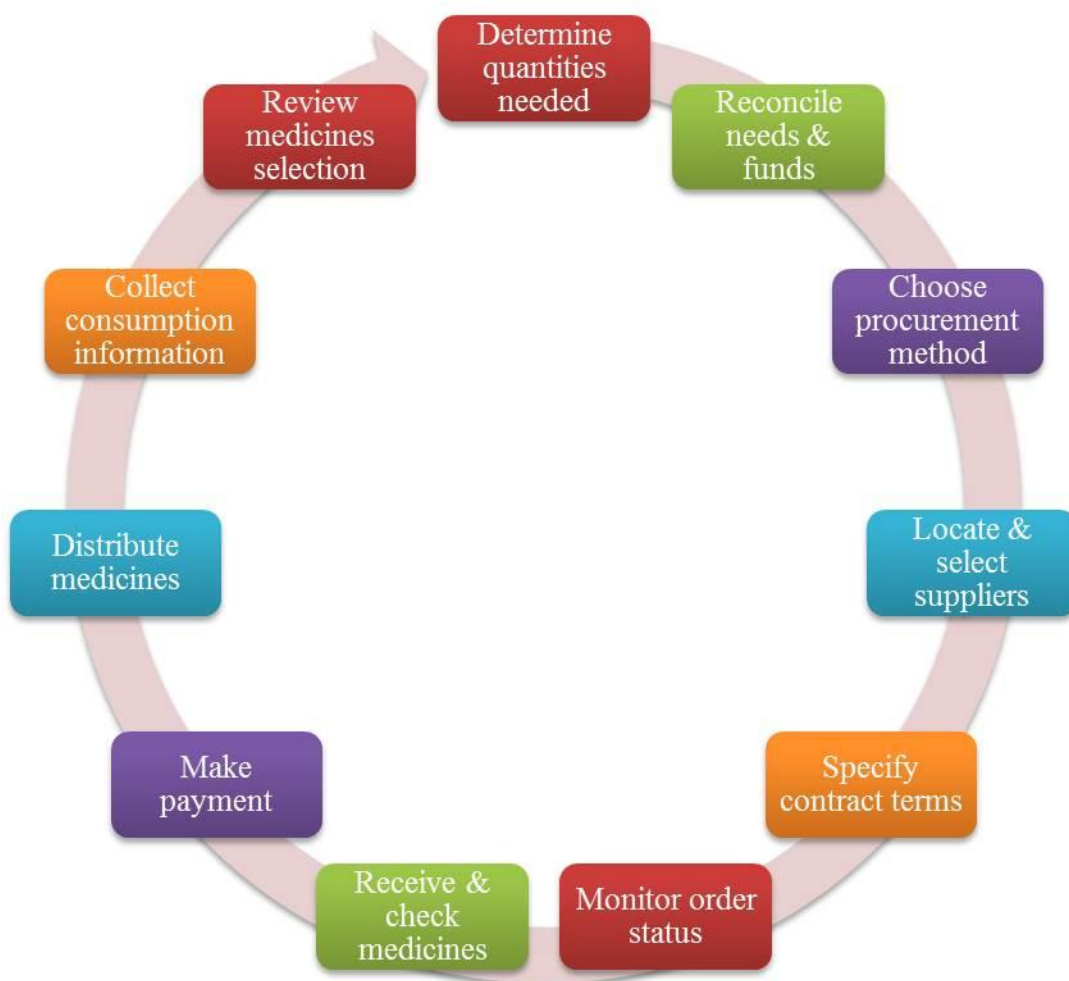 Determine
quantities
needed
Reconcile
needs &
funds
Choose
procurement
method
Locate &
select
suppliers
Specify
contract terms
Monitor order
status
Receive &
check
medicines
Make
payment
Distribute
medicines
Collect
consumption
information
Review
medicines
selection